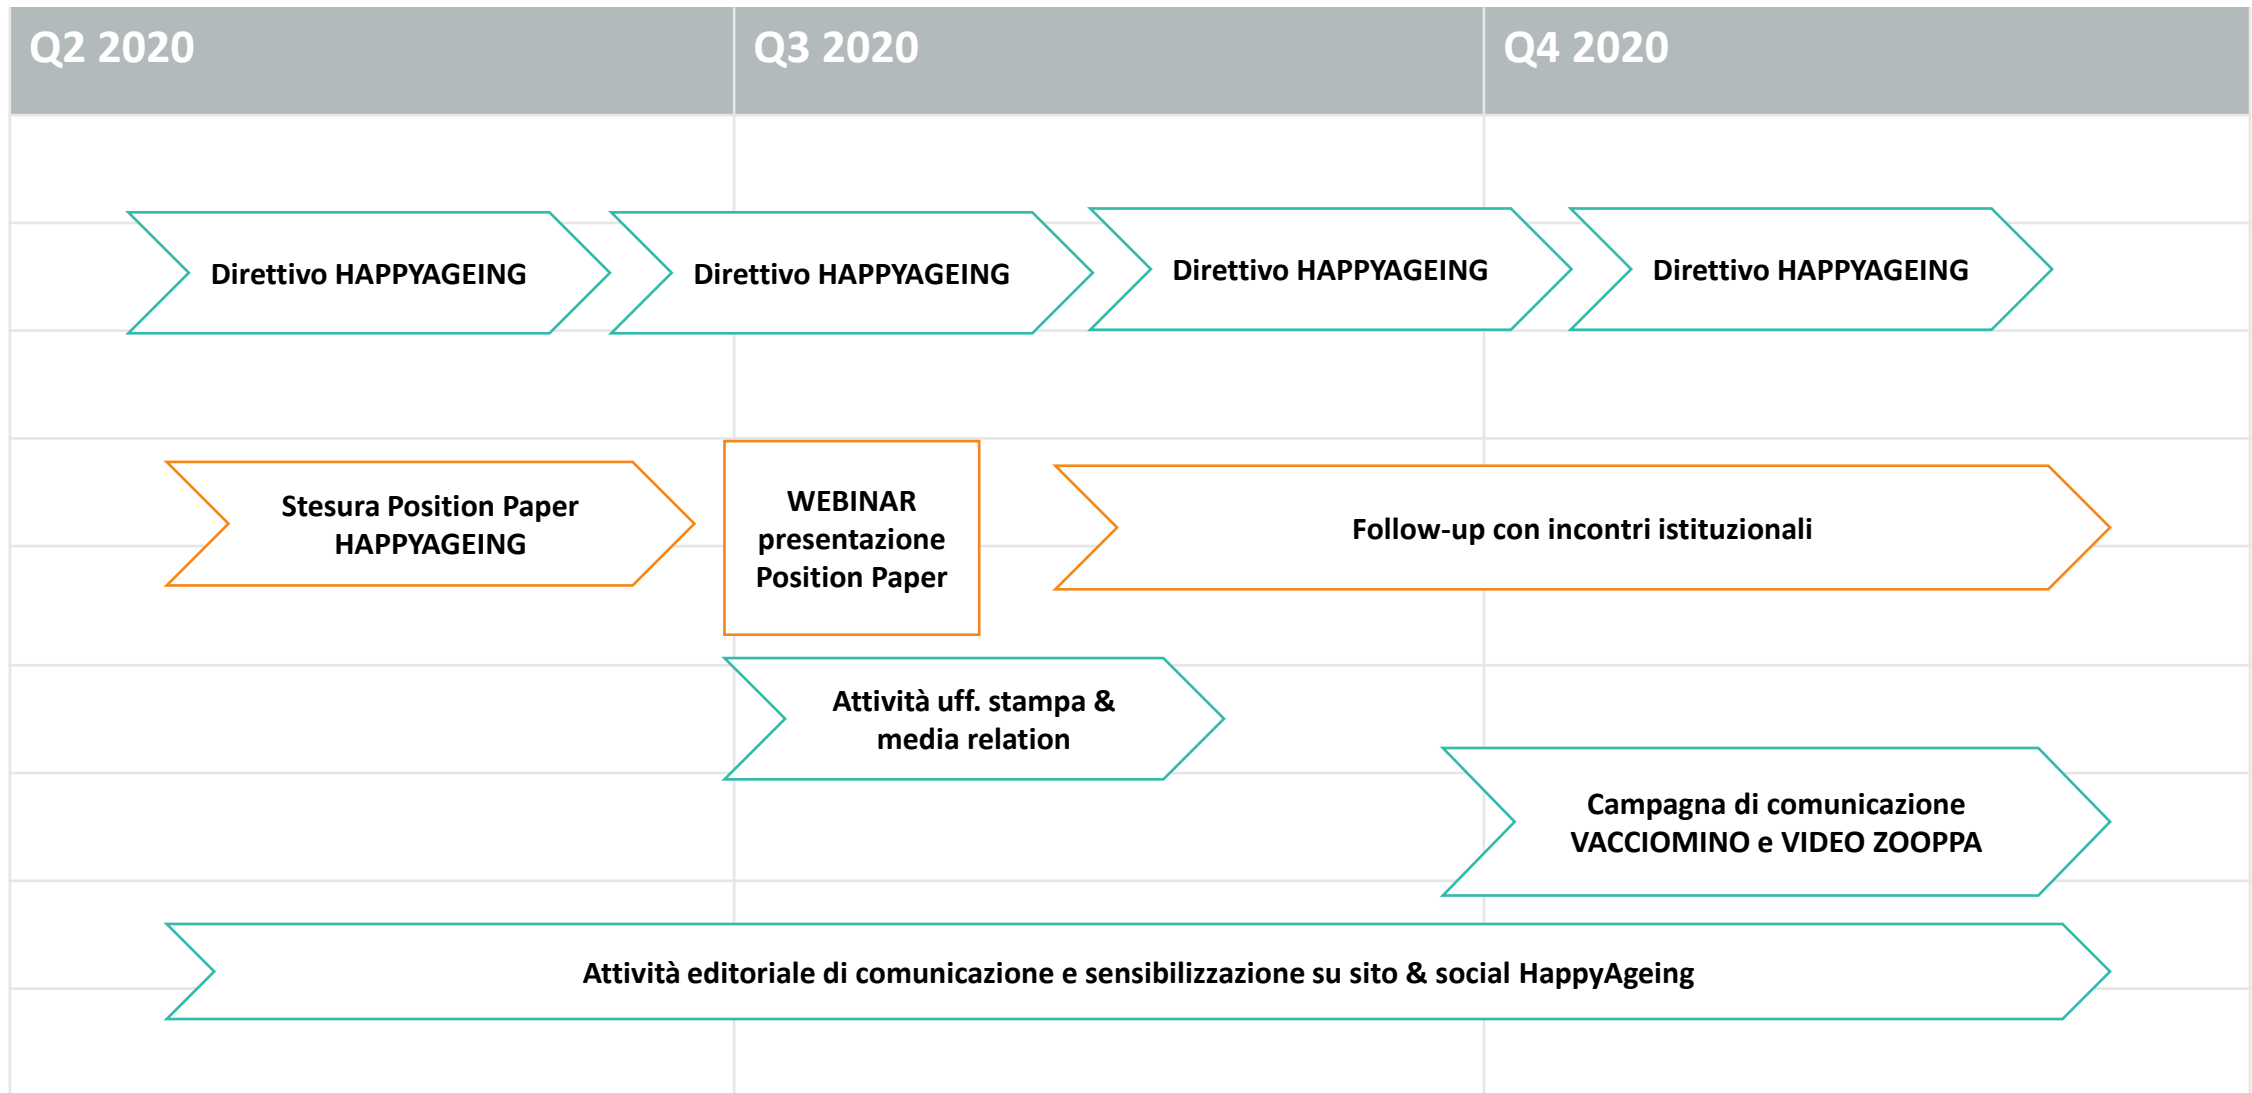 Q2 2020
Q3 2020
Q4 2020
Direttivo HAPPYAGEING
Direttivo HAPPYAGEING
Direttivo HAPPYAGEING
Direttivo HAPPYAGEING
Stesura Position Paper
HAPPYAGEING
WEBINAR
presentazione
Position Paper
Follow-up con incontri istituzionali
Attività uff. stampa &
media relation
Campagna di comunicazione
VACCIOMINO e VIDEO ZOOPPA
Attività editoriale di comunicazione e sensibilizzazione su sito & social HappyAgeing